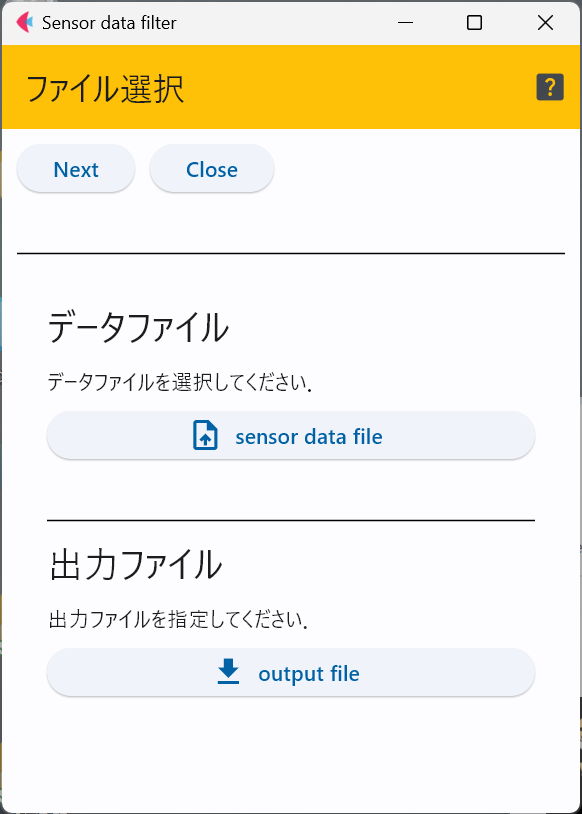 Sensor data filter
ファイル選択
?
Next
Close
データファイル
データファイルを選択してください.
sensor data file
出力ファイル
出力ファイルを指定してください.
output file